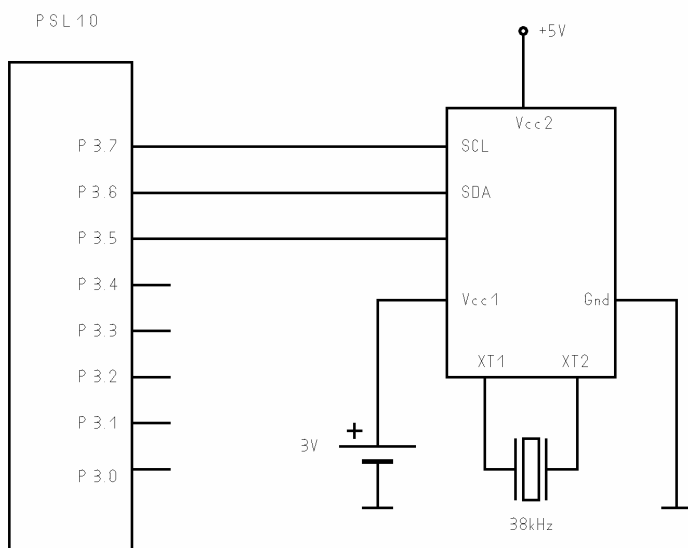 PSL10
+5V
Vcc2
P3.7
SCL
P3.6
SDA
P3.5
P3.4
Vcc1
Gnd
P3.3
XT1
XT2
P3.2
P3.1
+
3V
P3.0
38kHz